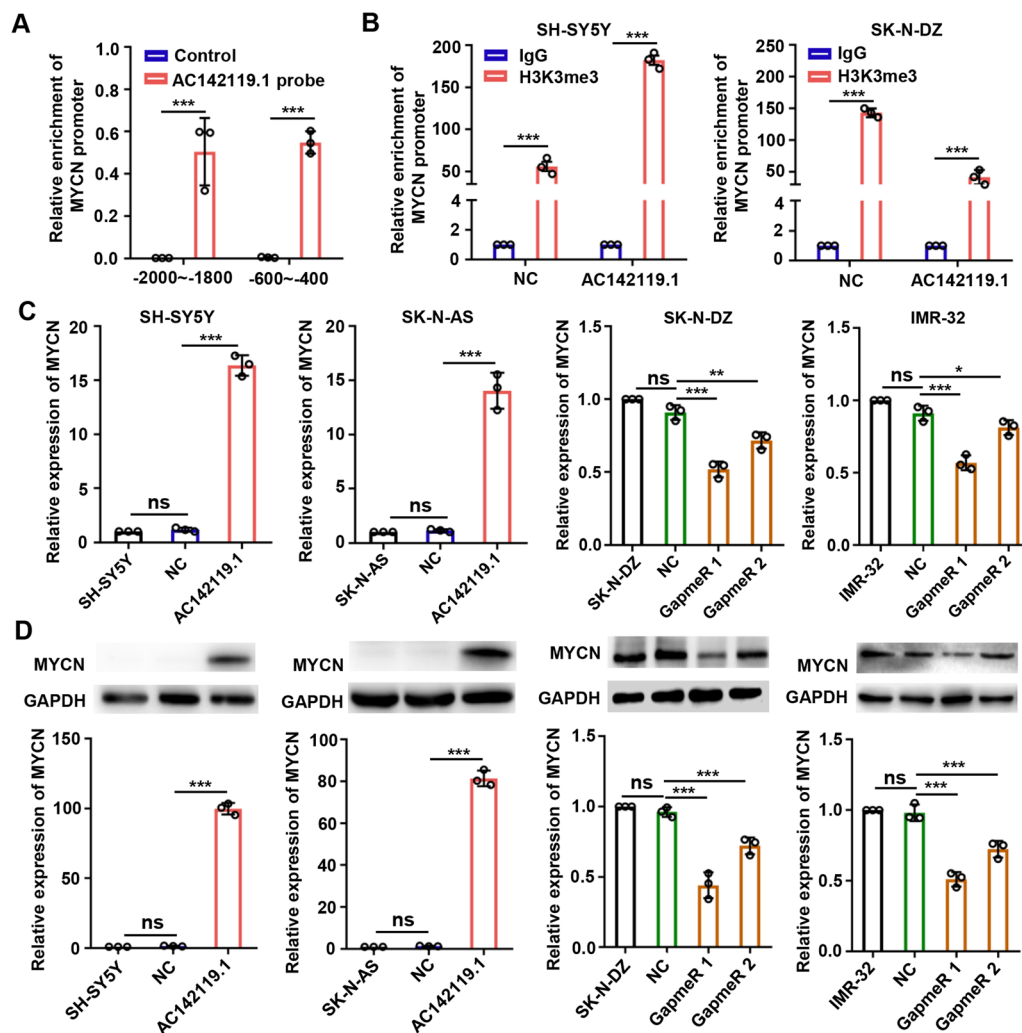 A
Relative enrichment of
MYCN promoter
Control
AC142119.1 probe
***
***
0.8
0.6
0.4
0.2
0.0
-2000~-1800
-600~-400
B
SH-SY5Y
Relative enrichment of
MYCN promoter
IgG
H3K3me3
***
***
200
150
100
50
4
2
0
NC
AC142119.1
SK-N-DZ
Relative enrichment of
MYCN promoter
IgG
H3K3me3
***
***
250
200
150
100
50
4
2
0
NC
AC142119.1
C
SH-SY5Y
Relative expression of MYCN
20
15
10
5
0
ns
***
SH-SY5Y
NC
AC142119.1
SK-N-AS
Relative expression of MYCN
20
15
10
5
0
ns
***
SK-N-AS
NC
AC142119.1
SK-N-DZ
Relative expression of MYCN
1.5
1.0
0.5
0.0
ns
**
***
SK-N-DZ
NC
GapmeR 1
GapmeR 2
IMR-32
Relative expression of MYCN
1.5
1.0
0.5
0.0
ns
*
***
IMR-32
NC
GapmeR 1
GapmeR 2
D
MYCN
GAPDH
Relative expression of MYCN
150
100
50
0
ns
***
SH-SY5Y
NC
AC142119.1
MYCN
GAPDH
Relative expression of MYCN
100
80
60
40
20
0
ns
***
SK-N-AS
NC
AC142119.1
MYCN
GAPDH
Relative expression of MYCN
1.5
1.0
0.5
0.0
ns
***
***
SK-N-DZ
NC
GapmeR 1
GapmeR 2
MYCN
GAPDH
Relative expression of MYCN
1.5
1.0
0.5
0.0
ns
***
***
IMR-32
NC
GapmeR 1
GapmeR 2